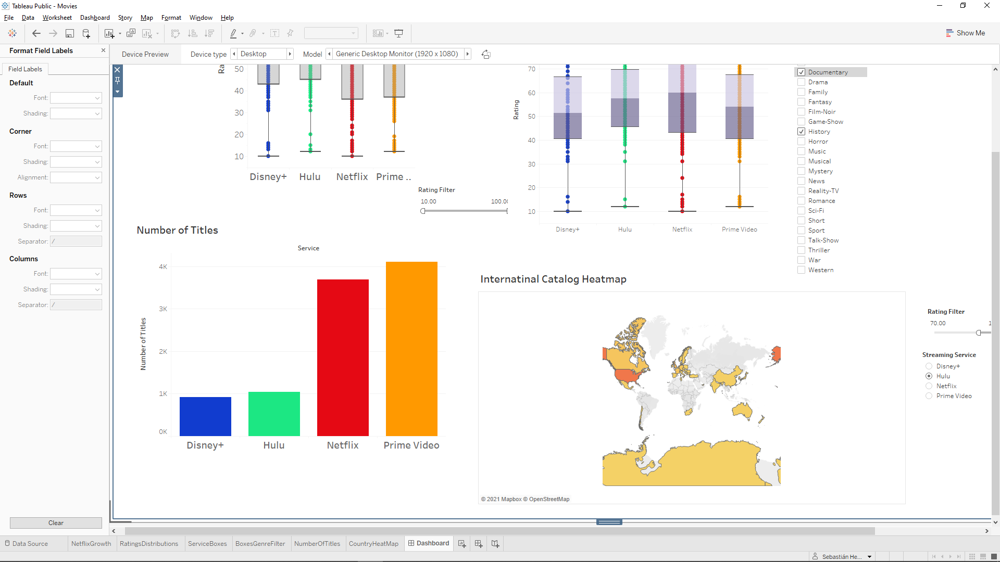 Tableau Public - Movies
File Data Worksheet Dashboard Story Map Format Window Help
Show Me
Format Field Labels
Device Preview Device type Desktop Model Generic Desktop Monitor (1920 x 1080)
Field Labels
Default
Font:
Shading:
Corner
Font:
Shading:
Alignment:
Rows
Font:
Shading:
Separator: /
Columns
Font:
Shading:
Separator: /
Clear
Ra
50
40
30
20
10
Disney+ Hulu Netflix Prime ..
Rating Filter
10.00 100.0
Rating
70
60
50
40
30
20
10
Disney+ Hulu Netflix Prime Video
Documentary
Drama
Family
Fantasy
Film-Noir
Game-Show
History
Horror
Music
Musical
Mystery
News
Reality-TV
Romance
Sci-Fi
Short
Sport
Talk-Show
Thriller
War
Western
Number of Titles
Service
Number of Titles
4K
3K
2K
1K
0K
Disney+ Hulu Netflix Prime Video
Internatinal Catalog Heatmap
© 2021 Mapbox © OpenStreetMap
Rating Filter
70.00 1
Streaming Service
Disney+
Hulu
Netflix
Prime Video
Data Source NetflixGrowth RatingsDistributions ServiceBoxes BoxesGenreFilter NumberOfTitles CountryHeatMap Dashboard
Sebastián He...